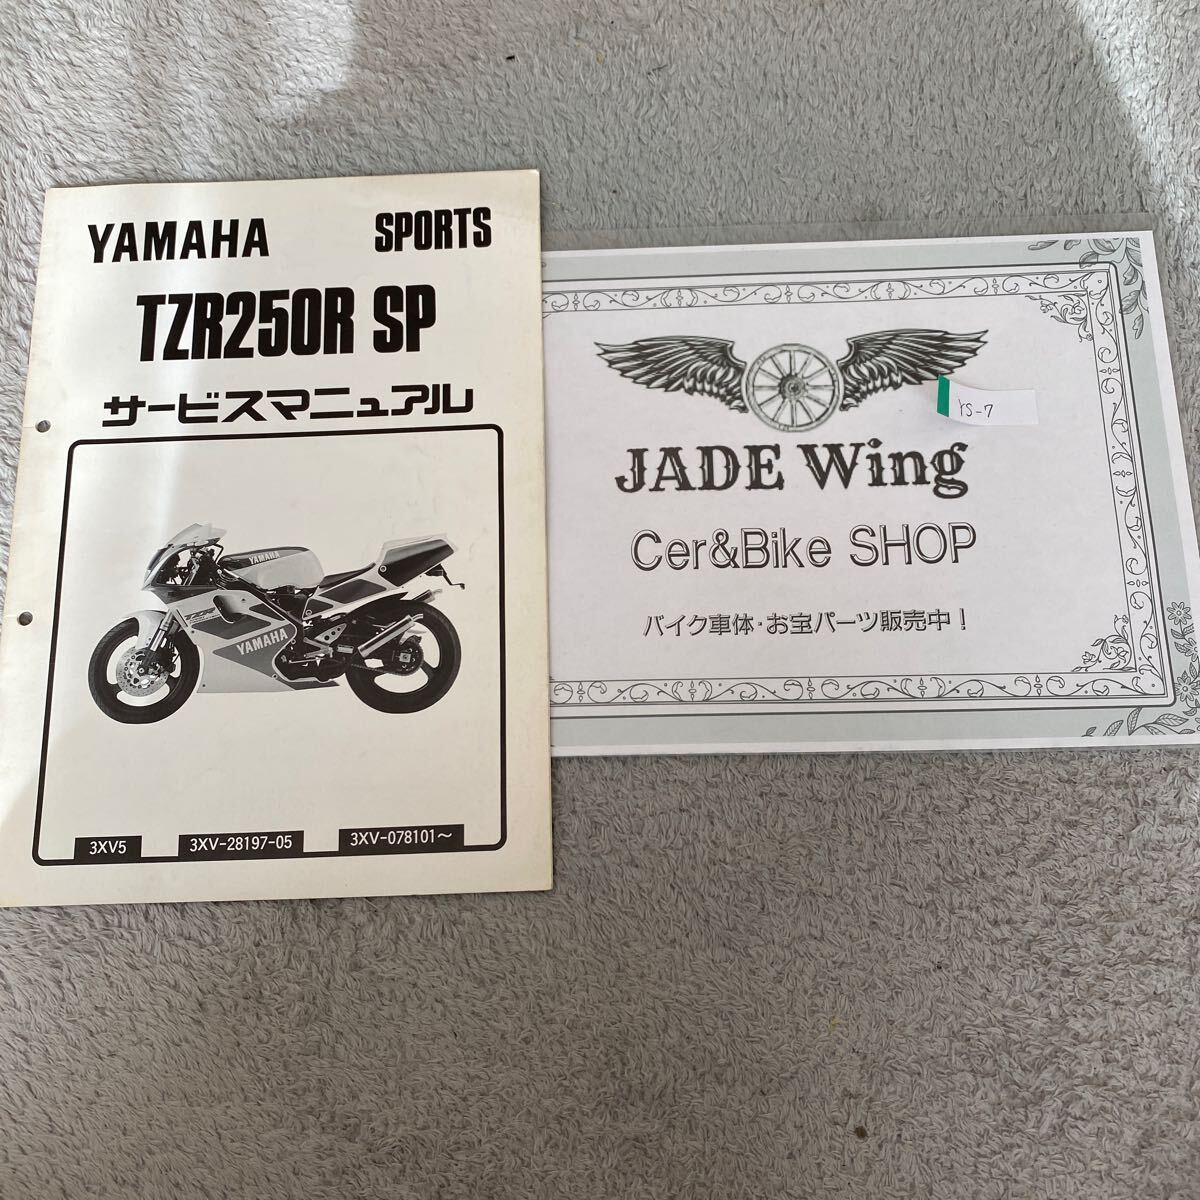 YAMAHA SPORTS
TZR250R SP
サービスマニュアル
YAMAHA
YAMAHA
3XV5 3XV-28197-05 3XV-078101～
YS-7
JADE Wing
Cer&Bike SHOP
バイク車体・お宝パーツ販売中！